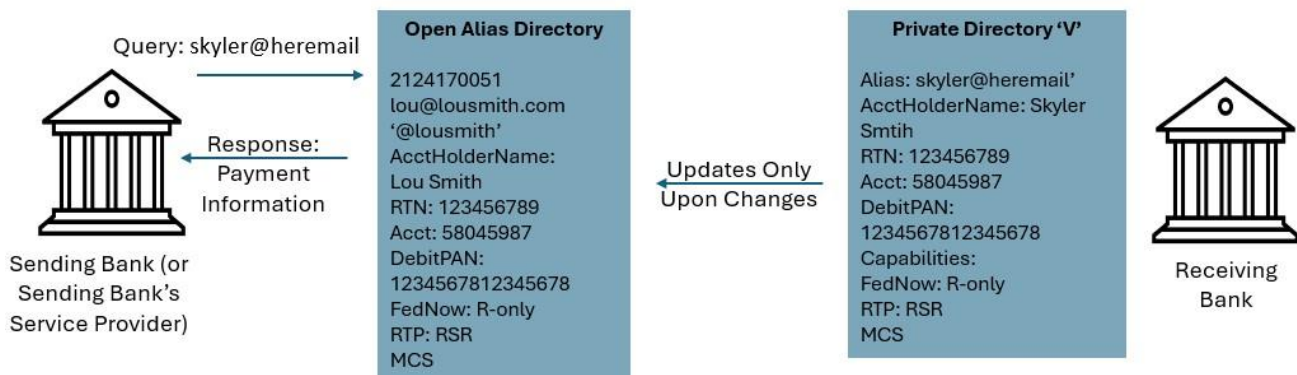 Query: skyler@heremail
Response:
Payment
Information
Sending Bank (or
Sending Bank's
Service Provider)
Open Alias Directory
2124170051
lou@lousmith.com
'@lousmith'
AcctHolderName:
Lou Smith
RTN: 123456789
Acct: 58045987
DebitPAN:
1234567812345678
FedNow: R-only
RTP: RSR
MCS
Updates Only
Upon Changes
Private Directory 'V'
Alias: skyler@heremail'
AcctHolderName: Skyler
Smtih
RTN: 123456789
Acct: 58045987
DebitPAN:
1234567812345678
Capabilities:
FedNow: R-only
RTP: RSR
MCS
Receiving
Bank